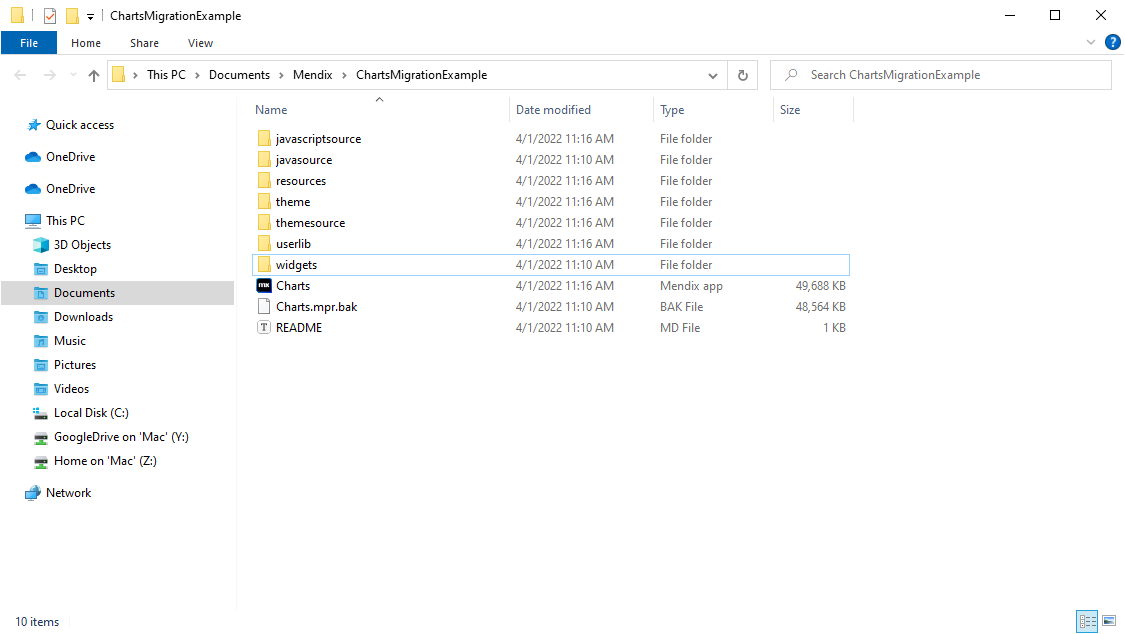 ChartsMigrationExample
File Home Share View
This PC Documents Mendix ChartsMigrationExample
Search ChartsMigrationExample
Quick access
OneDrive
OneDrive
This PC
3D Objects
Desktop
Documents
Downloads
Music
Pictures
Videos
Local Disk (C:)
GoogleDrive on 'Mac' (Y:)
Home on 'Mac' (Z:)
Network
Name Date modified Type Size
javascriptsource 4/1/2022 11:16 AM File folder
javasource 4/1/2022 11:10 AM File folder
resources 4/1/2022 11:16 AM File folder
theme 4/1/2022 11:16 AM File folder
themesource 4/1/2022 11:16 AM File folder
userlib 4/1/2022 11:16 AM File folder
widgets 4/1/2022 11:10 AM File folder
mx Charts 4/1/2022 11:16 AM Mendix app 49,688 KB
Charts.mpr.bak 4/1/2022 11:10 AM BAK File 48,564 KB
T README 4/1/2022 11:10 AM MD File 1 KB
10 items